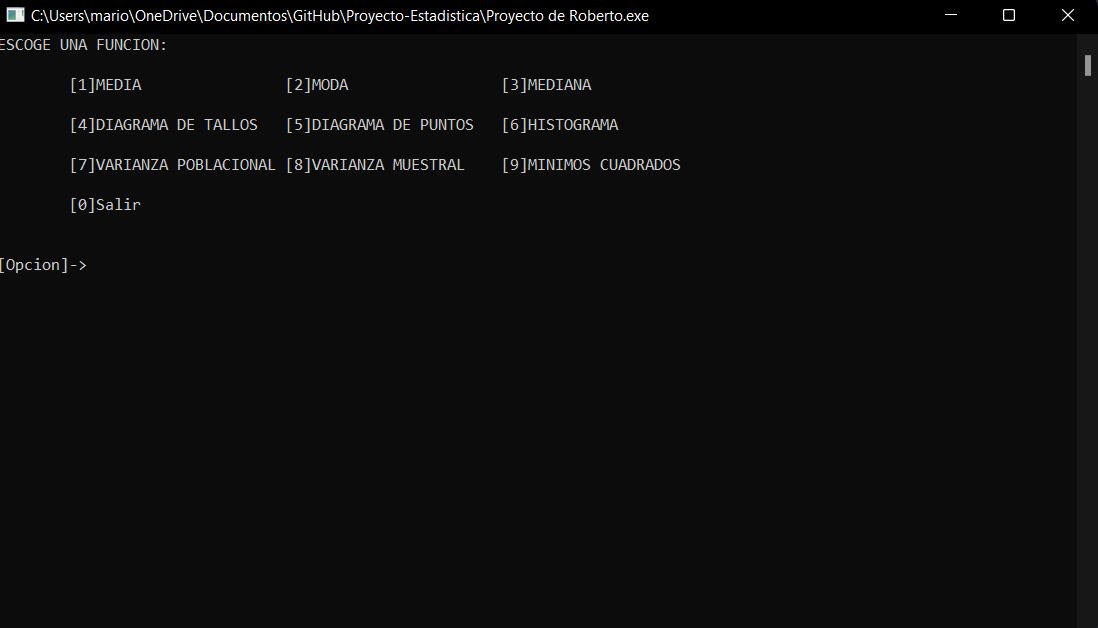 C:\Users\mario\OneDrive\Documentos\GitHub\Proyecto-Estadistica\Proyecto de Roberto.exe
ESCOGE UNA FUNCION:
[1]MEDIA [2]MODA [3]MEDIANA
[4]DIAGRAMA DE TALLOS [5]DIAGRAMA DE PUNTOS [6]HISTOGRAMA
[7]VARIANZA POBLACIONAL [8]VARIANZA MUESTRAL [9]MINIMOS CUADRADOS
[0]Salir
[Opcion]->